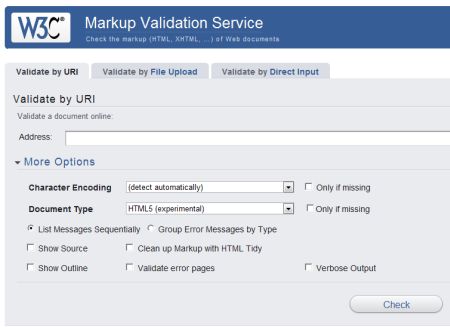 W3C® Markup Validation Service
Check the markup (HTML, XHTML, ...) of Web documents
Validate by URI Validate by File Upload Validate by Direct Input
Validate by URI
Validate a document online:
Address:
More Options
Character Encoding (detect automatically) Only if missing
Document Type HTML5 (experimental) Only if missing
List Messages Sequentially Group Error Messages by Type
Show Source Clean up Markup with HTML Tidy
Show Outline Validate error pages Verbose Output
Check